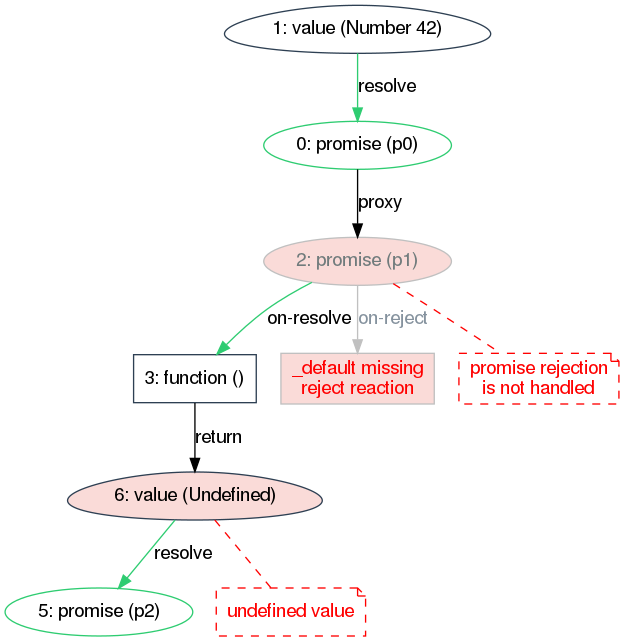 1: value (Number 42)
resolve
0: promise (p0)
proxy
2: promise (p1)
on-resolve
on-reject
3: function ()
_default missing
reject reaction
promise rejection
is not handled
return
6: value (Undefined)
resolve
5: promise (p2)
undefined value